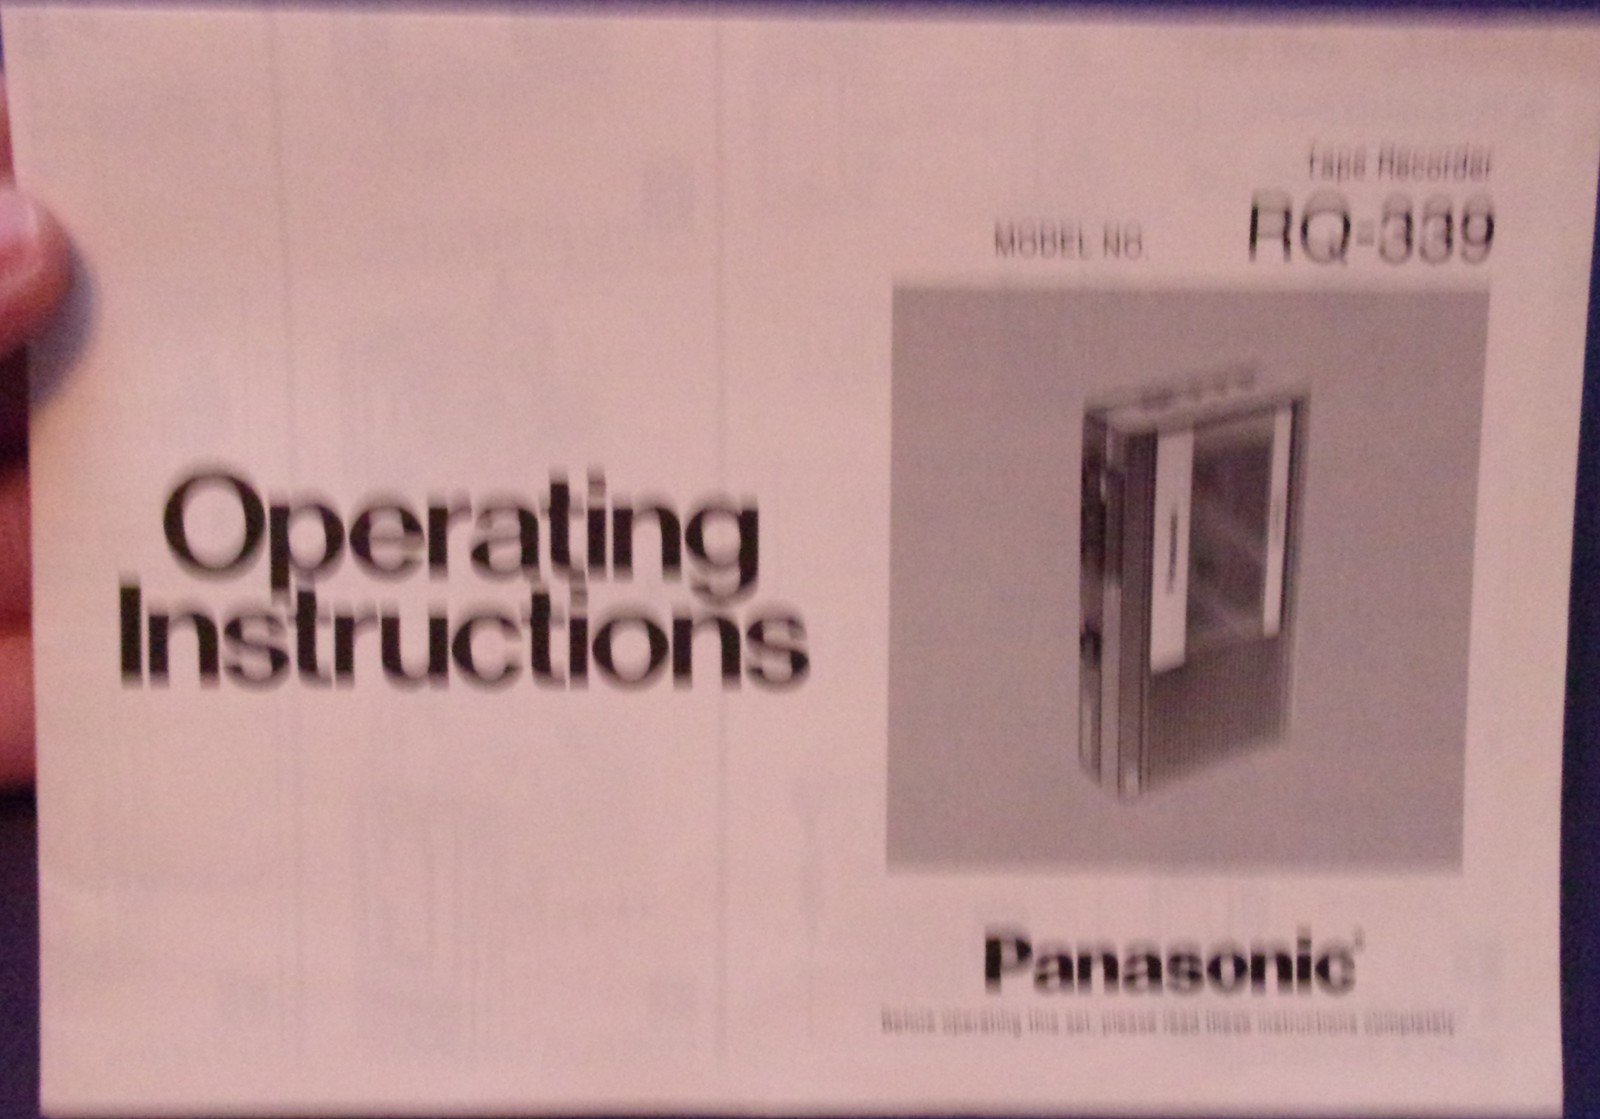 Tape Recorder
MODEL NO. RQ-339
Operating
Instructions
Panasonic
Before operating this set, please read these instructions completely